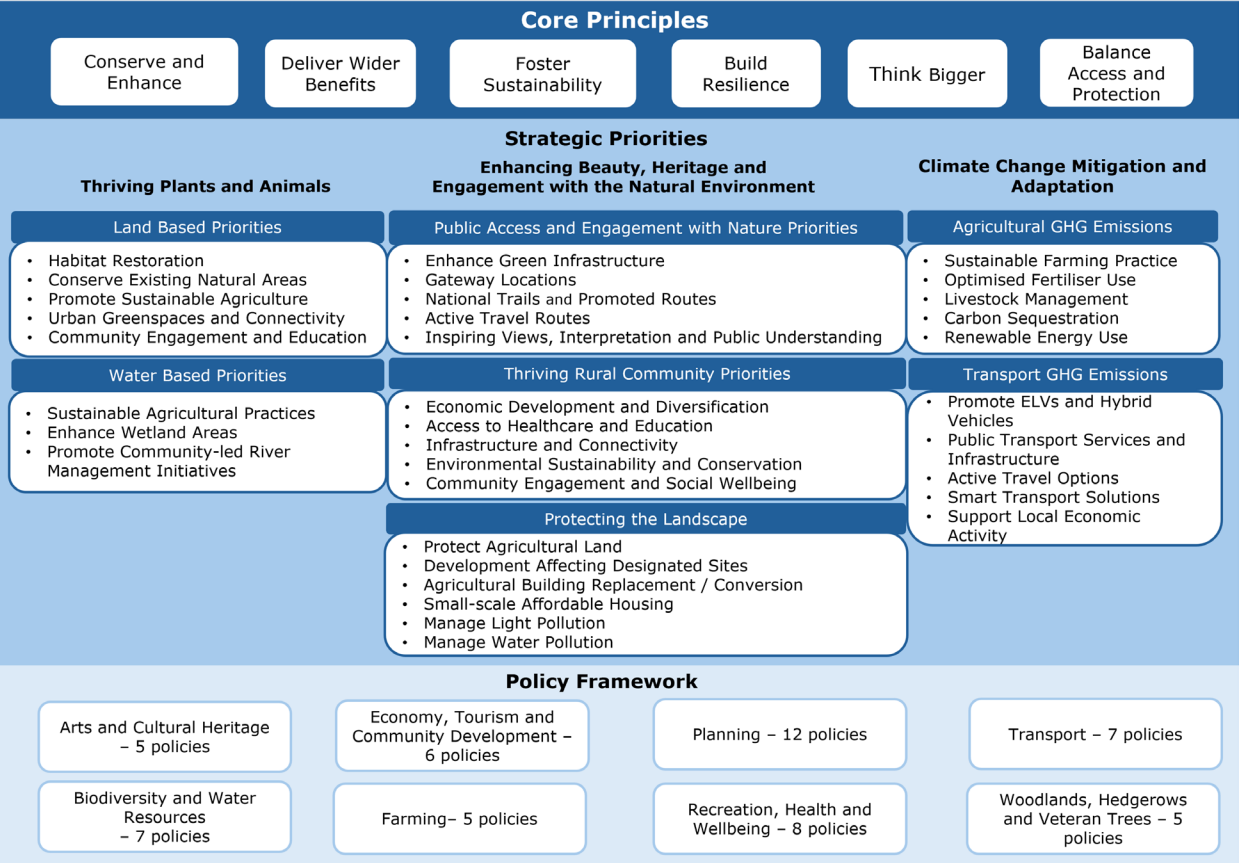 Core Principles
Conserve and
Enhance
Deliver Wider
Benefits
Foster
Sustainability
Build
Resilience
Think Bigger
Balance
Access and
Protection
Strategic Priorities
Thriving Plants and Animals
Land Based Priorities
• Habitat Restoration
• Conserve Existing Natural Areas
• Promote Sustainable Agriculture
• Urban Greenspaces and Connectivity
• Community Engagement and Education
Water Based Priorities
• Sustainable Agricultural Practices
• Enhance Wetland Areas
• Promote Community-led River
Management Initiatives
Enhancing Beauty, Heritage and
Engagement with the Natural Environment
Public Access and Engagement with Nature Priorities
• Enhance Green Infrastructure
• Gateway Locations
• National Trails and Promoted Routes
• Active Travel Routes
• Inspiring Views, Interpretation and Public Understanding
Thriving Rural Community Priorities
• Economic Development and Diversification
• Access to Healthcare and Education
• Infrastructure and Connectivity
• Environmental Sustainability and Conservation
• Community Engagement and Social Wellbeing
Protecting the Landscape
• Protect Agricultural Land
• Development Affecting Designated Sites
• Agricultural Building Replacement / Conversion
• Small-scale Affordable Housing
• Manage Light Pollution
• Manage Water Pollution
Climate Change Mitigation and
Adaptation
Agricultural GHG Emissions
• Sustainable Farming Practice
• Optimised Fertiliser Use
• Livestock Management
• Carbon Sequestration
• Renewable Energy Use
Transport GHG Emissions
• Promote ELVs and Hybrid
Vehicles
• Public Transport Services and
Infrastructure
• Active Travel Options
• Smart Transport Solutions
• Support Local Economic
Activity
Policy Framework
Arts and Cultural Heritage
– 5 policies
Economy, Tourism and
Community Development –
6 policies
Planning – 12 policies
Transport – 7 policies
Biodiversity and Water
Resources
– 7 policies
Farming– 5 policies
Recreation, Health and
Wellbeing – 8 policies
Woodlands, Hedgerows
and Veteran Trees – 5
policies